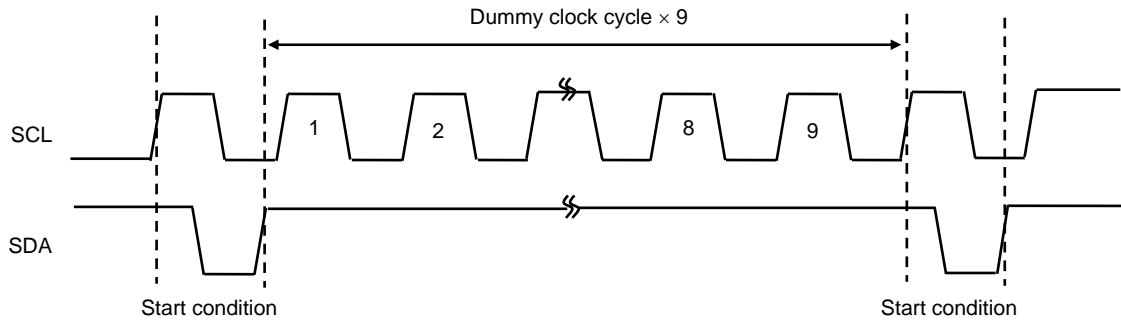 Dummy clock cycle × 9
SCL
1
2
8
9
SDA
Start condition
Start condition